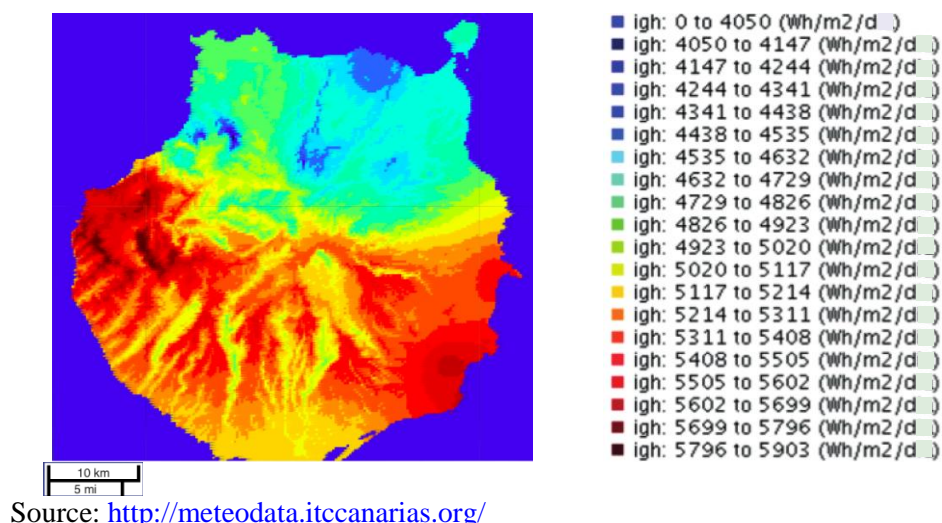 igh: 0 to 4050 (Wh/m2/d )
igh: 4050 to 4147 (Wh/m2/d )
igh: 4147 to 4244 (Wh/m2/d )
igh: 4244 to 4341 (Wh/m2/d )
igh: 4341 to 4438 (Wh/m2/d )
igh: 4438 to 4535 (Wh/m2/d )
igh: 4535 to 4632 (Wh/m2/d )
igh: 4632 to 4729 (Wh/m2/d )
igh: 4729 to 4826 (Wh/m2/d )
igh: 4826 to 4923 (Wh/m2/d )
igh: 4923 to 5020 (Wh/m2/d )
igh: 5020 to 5117 (Wh/m2/d )
igh: 5117 to 5214 (Wh/m2/d )
igh: 5214 to 5311 (Wh/m2/d )
igh: 5311 to 5408 (Wh/m2/d )
igh: 5408 to 5505 (Wh/m2/d )
igh: 5505 to 5602 (Wh/m2/d )
igh: 5602 to 5699 (Wh/m2/d )
igh: 5699 to 5796 (Wh/m2/d )
igh: 5796 to 5903 (Wh/m2/d )
10 km
5 mi
Source: http://meteodata.itccanarias.org/